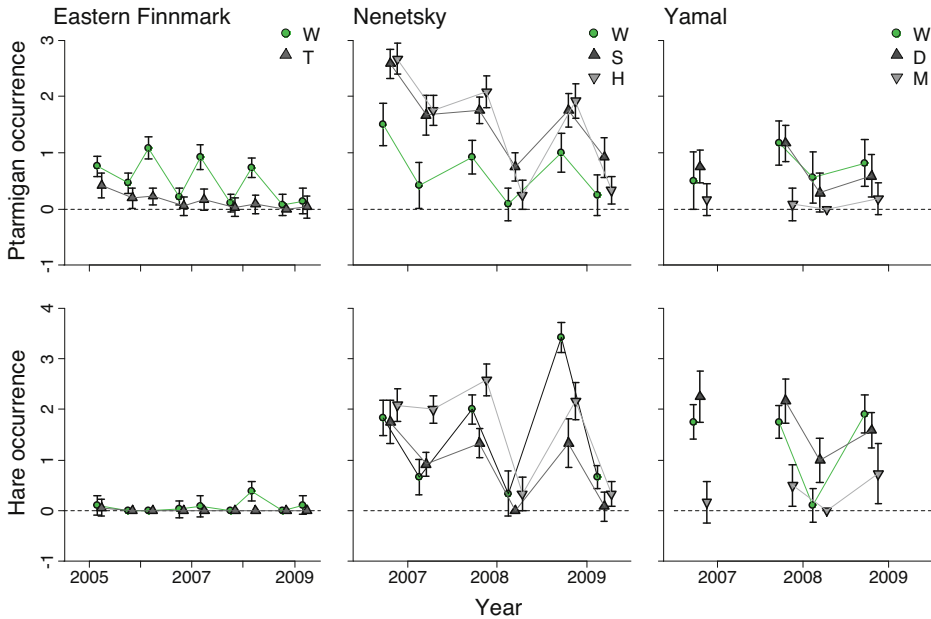 Eastern Finnmark
Nenetsky
Yamal
W
T
W
S
H
W
D
M
Ptarmigan occurrence
3
2
1
0
-1
Hare occurrence
4
3
2
1
0
-1
2005
2007
2009
2007
2008
2009
2007
2008
2009
Year